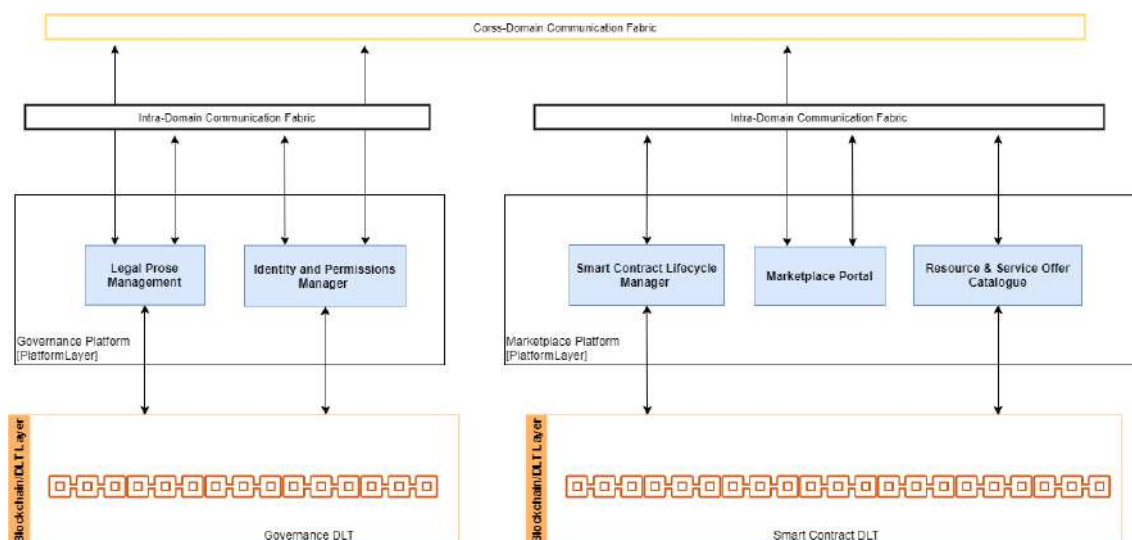 Corss-Domain Communication Fabric
Intra-Domain Communication Fabric
Intra-Domain Communication Fabric
Legal Prose
Management
Identity and Permissions
Manager
Smart Contract Lifecycle
Manager
Marketplace Portal
Resource & Service Offer
Catalogue
Governance Platform
[PlatformLayer]
Marketplace Platform
[PlatformLayer]
Blockchain/DLT Layer
Governance DLT
Blockchain/DLT Layer
Smart Contract DLT